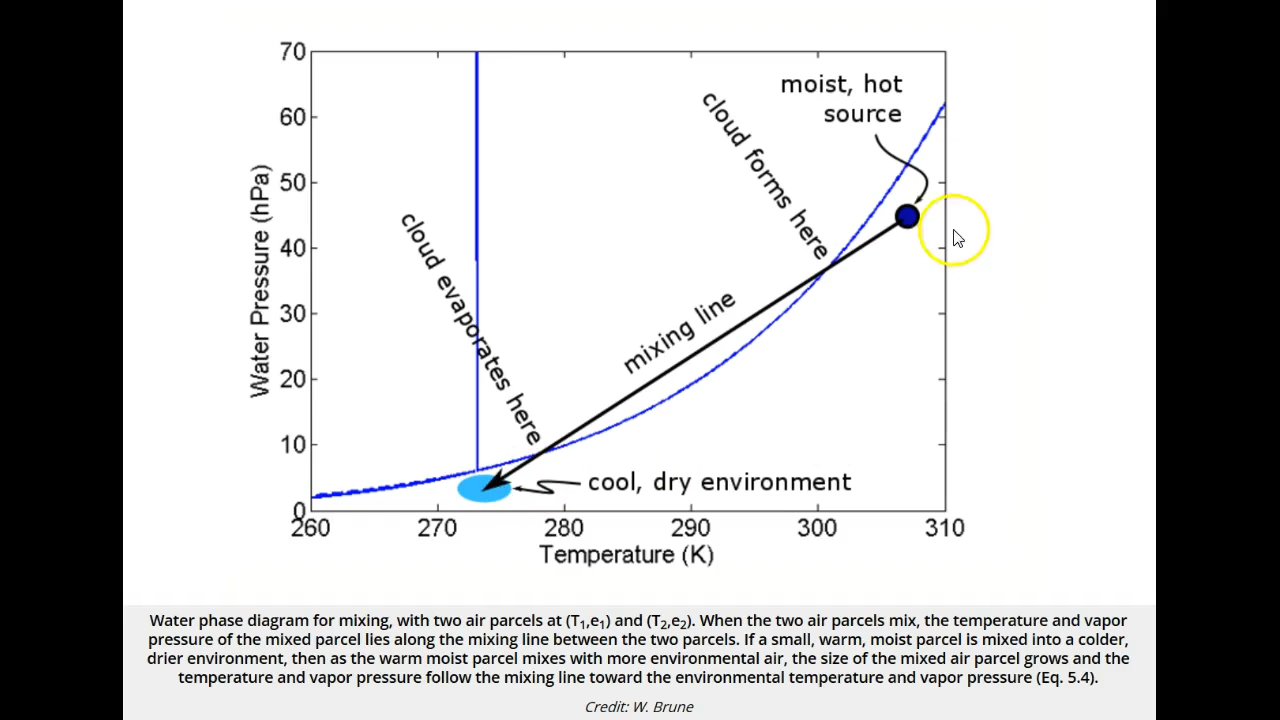 70
60
50
40
30
20
10
0
260
270
280
290
300
310
Water Pressure (hPa)
Temperature (K)
moist, hot
source
cloud forms here
cloud evaporates here
mixing line
cool, dry environment
Water phase diagram for mixing, with two air parcels at (T₁,e₁) and (T₂,e₂). When the two air parcels mix, the temperature and vapor
pressure of the mixed parcel lies along the mixing line between the two parcels. If a small, warm, moist parcel is mixed into a colder,
drier environment, then as the warm moist parcel mixes with more environmental air, the size of the mixed air parcel grows and the
temperature and vapor pressure follow the mixing line toward the environmental temperature and vapor pressure (Eq. 5.4).
Credit: W. Brune